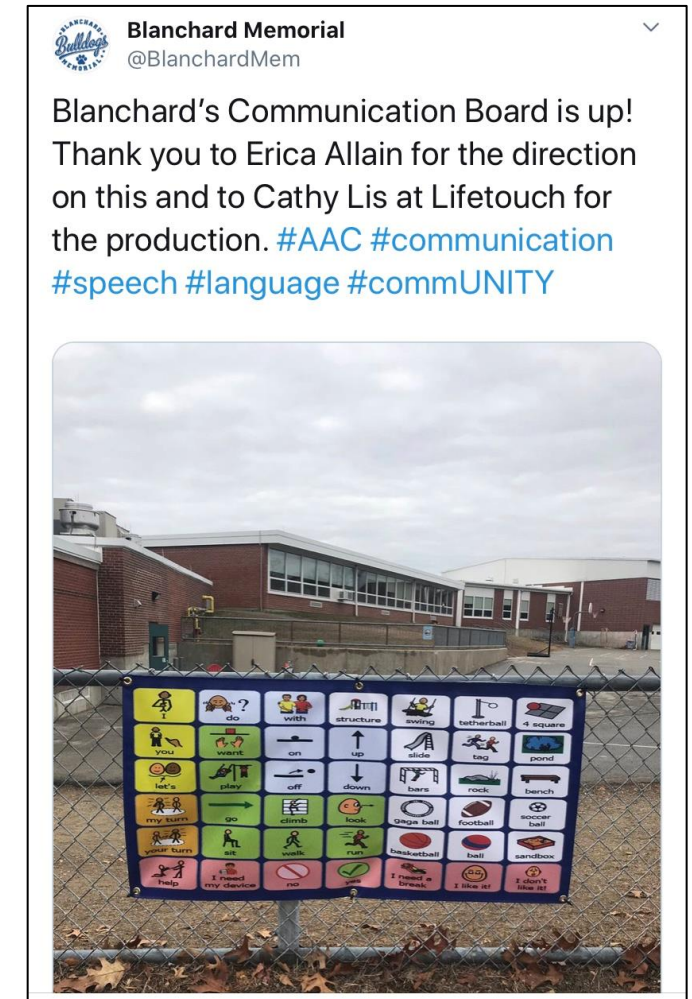 BLANCHARD
Bulldogs
MEMORIAL
Blanchard Memorial
@BlanchardMem
Blanchard's Communication Board is up!
Thank you to Erica Allain for the direction
on this and to Cathy Lis at Lifetouch for
the production. #AAC #communication
#speech #language #commUNITY
I do with structure swing tetherball 4 square
you want on up slide tag pond
let's play off down bars rock bench
my turn go climb look gaga ball football soccer ball
your turn sit walk run basketball ball sandbox
help I need my device no yes I need a break I like it! I don't like it!